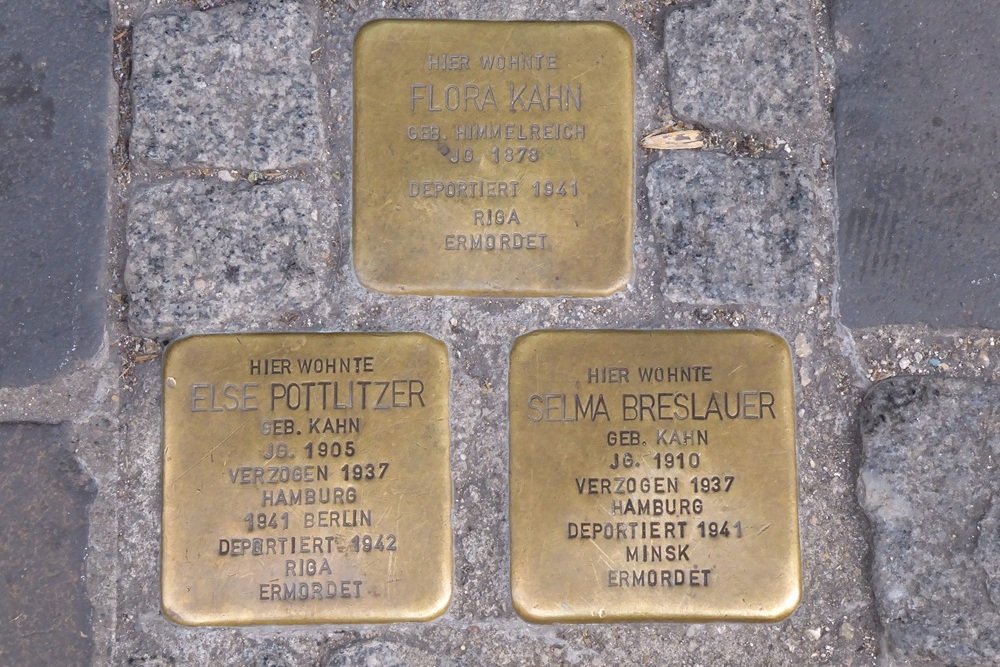 HIER WOHNTE
FLORA KAHN
GEB. HIMMELREICH
JG. 1878
DEPORTIERT 1941
RIGA
ERMORDET
HIER WOHNTE
ELSE POTTLITZER
GEB. KAHN
JG. 1905
VERZOGEN 1937
HAMBURG
1941 BERLIN
DEPORTIERT 1942
RIGA
ERMORDET
HIER WOHNTE
SELMA BRESLAUER
GEB. KAHN
JG. 1910
VERZOGEN 1937
HAMBURG
DEPORTIERT 1941
MINSK
ERMORDET